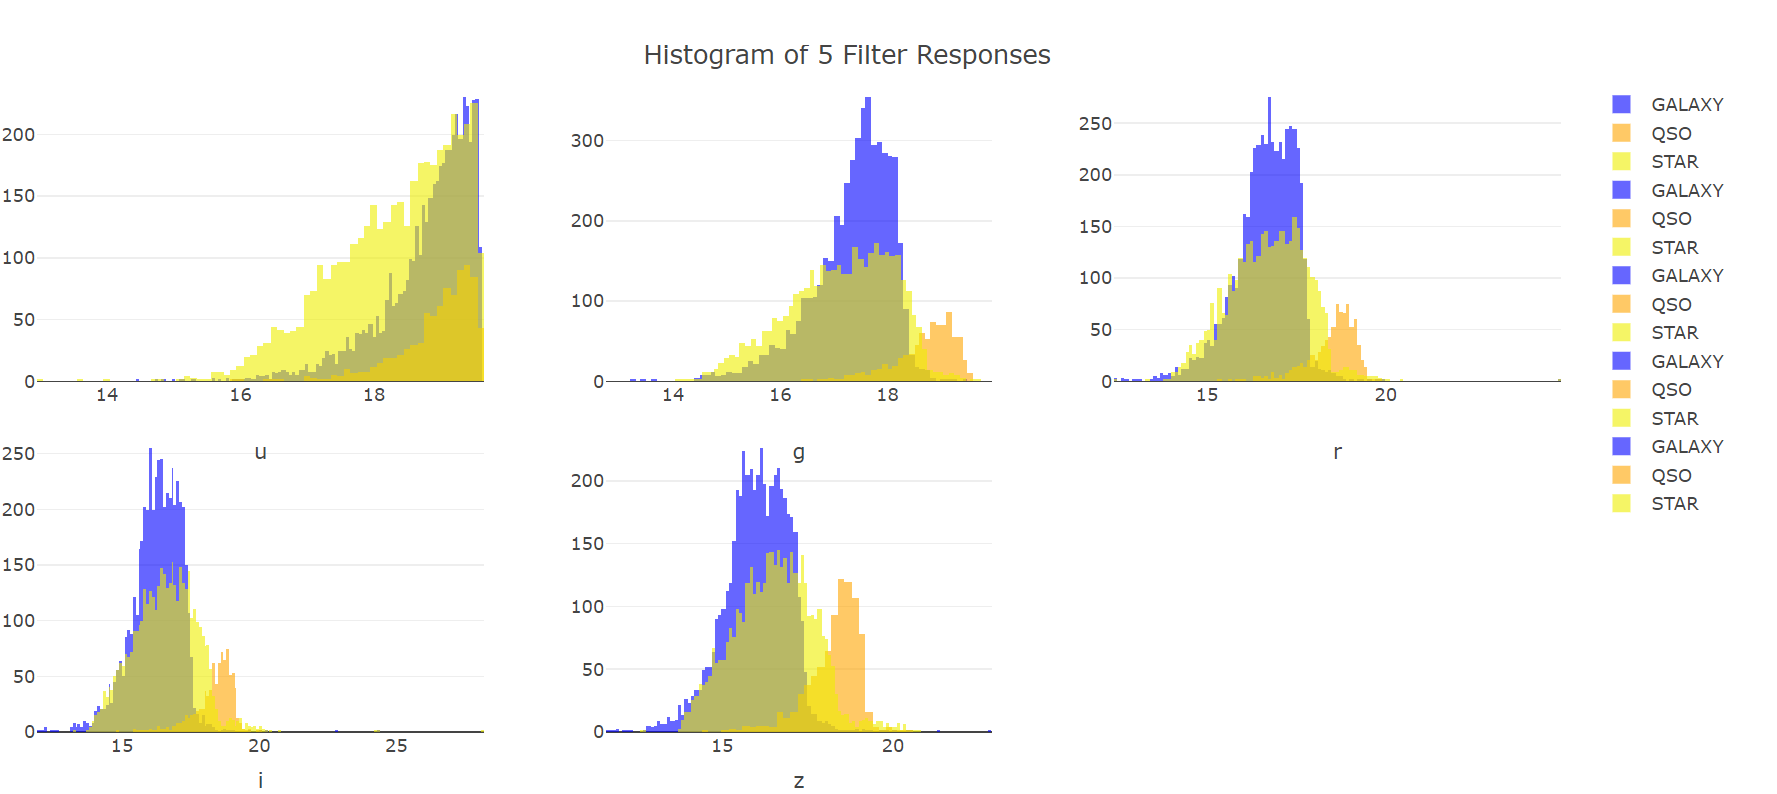 Histogram of 5 Filter Responses
200
150
100
50
0
14 16 18
u
300
200
100
0
14 16 18
g
250
200
150
100
50
0
15 20
r
250
200
150
100
50
0
15 20 25
i
200
150
100
50
0
15 20
z
GALAXY
QSO
STAR
GALAXY
QSO
STAR
GALAXY
QSO
STAR
GALAXY
QSO
STAR
GALAXY
QSO
STAR